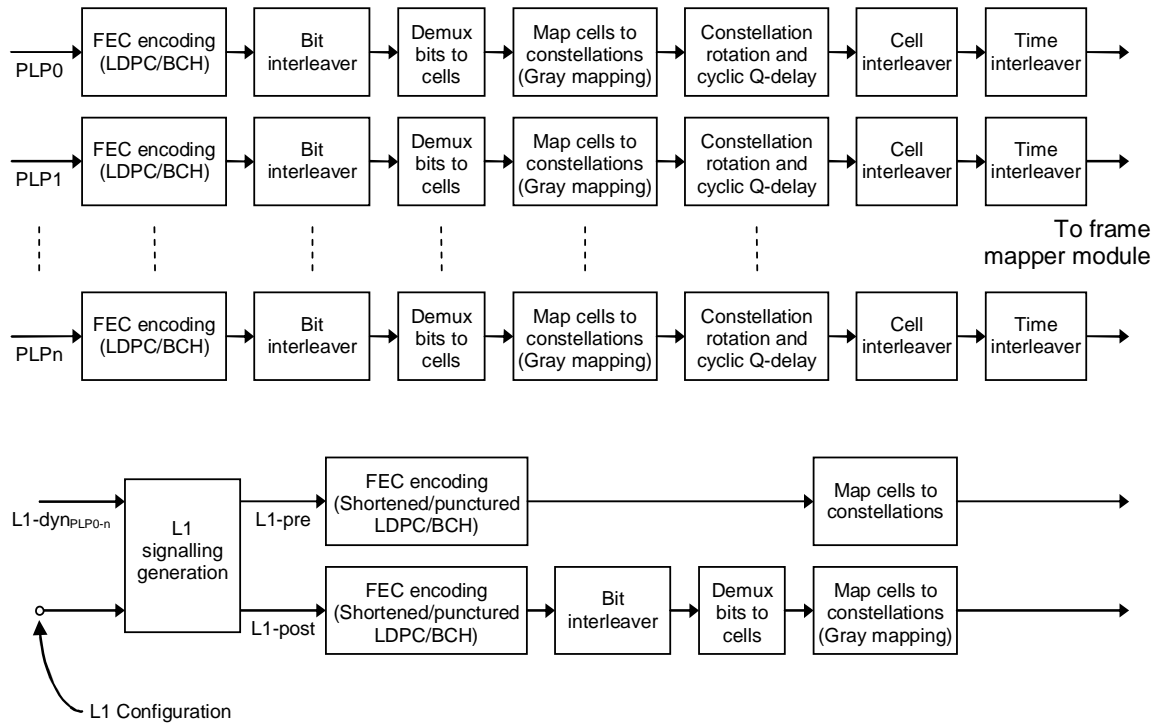 FEC encoding
(LDPC/BCH)
Bit
interleaver
Demux
bits to
cells
Map cells to
constellations
(Gray mapping)
Constellation
rotation and
cyclic Q-delay
Cell
interleaver
Time
interleaver
PLP0
FEC encoding
(LDPC/BCH)
Bit
interleaver
Demux
bits to
cells
Map cells to
constellations
(Gray mapping)
Constellation
rotation and
cyclic Q-delay
Cell
interleaver
Time
interleaver
PLP1
To frame
mapper module
FEC encoding
(LDPC/BCH)
Bit
interleaver
Demux
bits to
cells
Map cells to
constellations
(Gray mapping)
Constellation
rotation and
cyclic Q-delay
Cell
interleaver
Time
interleaver
PLPn
L1-dynPLP0-n
L1
signalling
generation
L1-pre
FEC encoding
(Shortened/punctured
LDPC/BCH)
Map cells to
constellations
L1-post
FEC encoding
(Shortened/punctured
LDPC/BCH)
Bit
interleaver
Demux
bits to
cells
Map cells to
constellations
(Gray mapping)
L1 Configuration